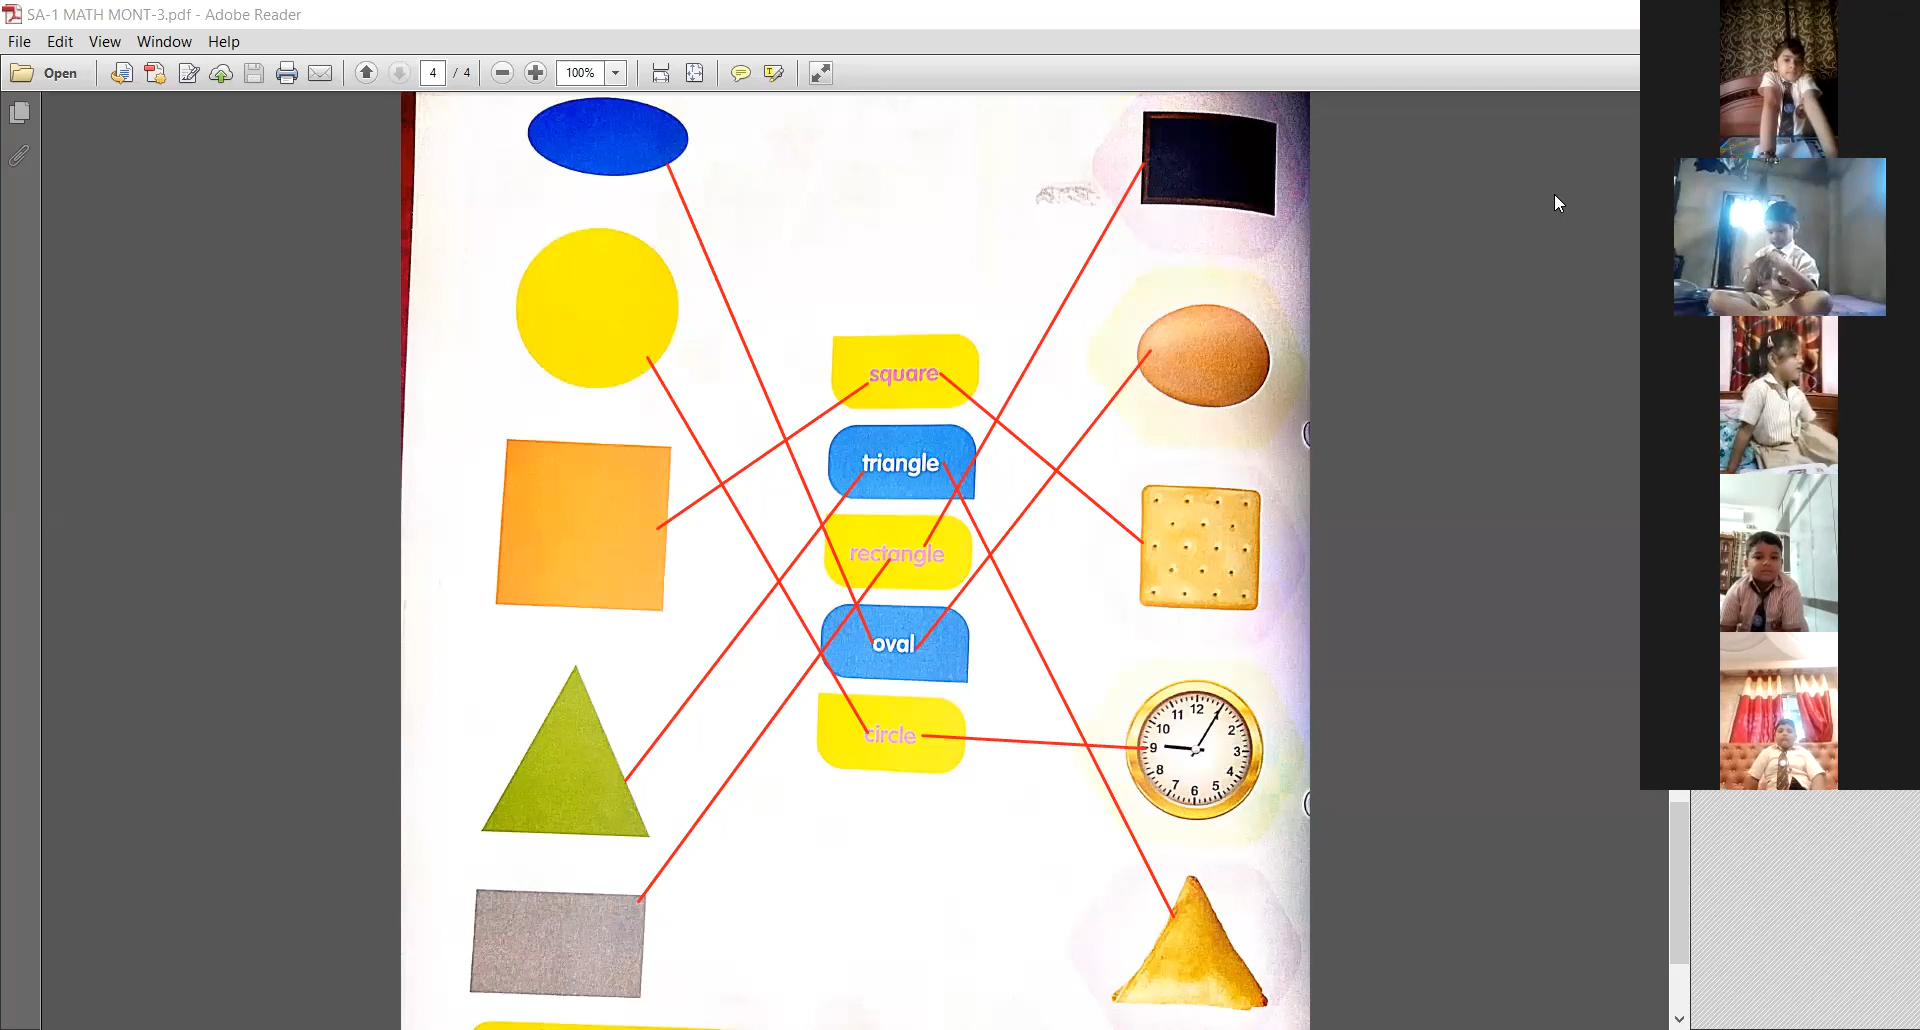 SA-1 MATH MONT-3.pdf - Adobe Reader
File Edit View Window Help
Open 4 / 4 100%
square
triangle
rectangle
oval
circle
12
11
10 2
9 3
8 4
7 5
6